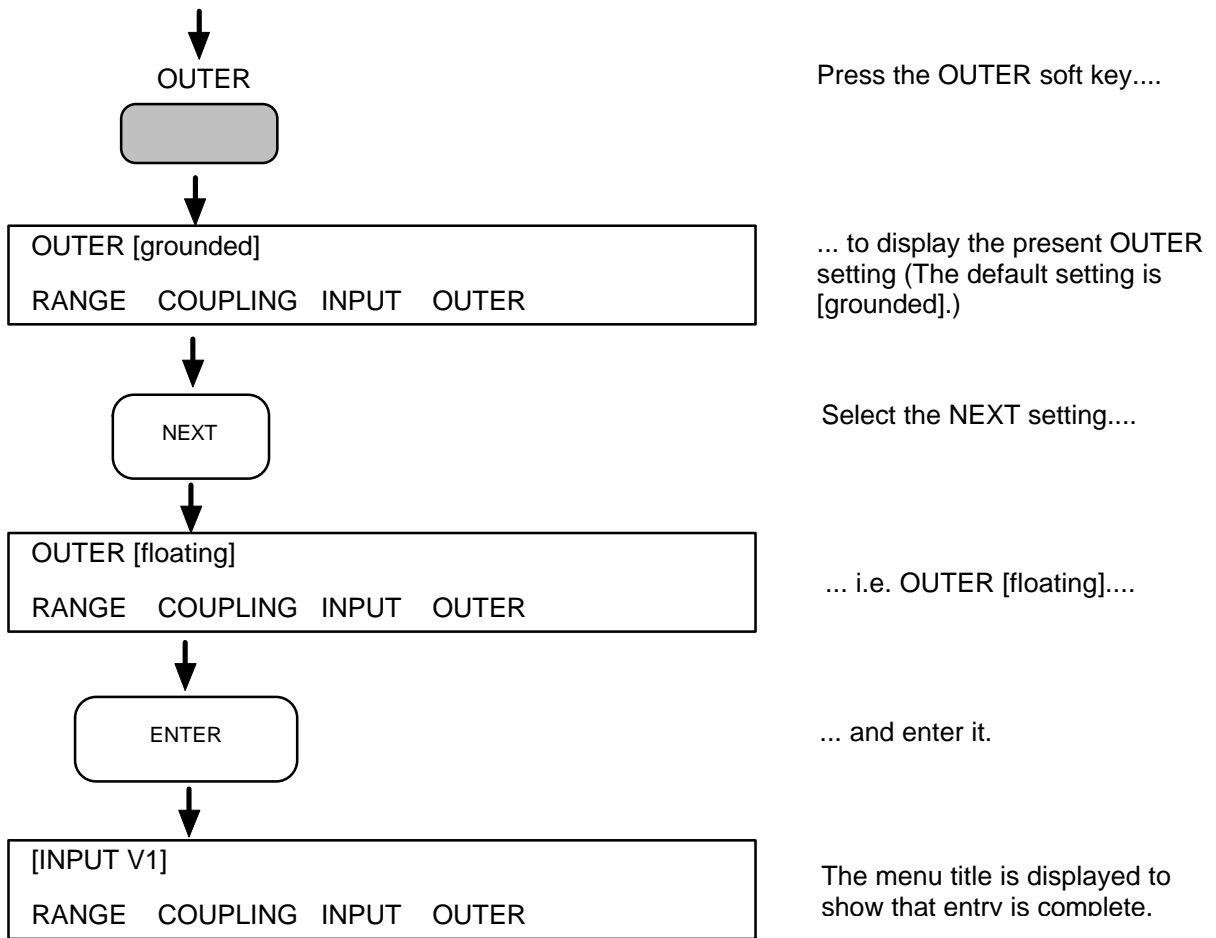 OUTER
Press the OUTER soft key....
OUTER [grounded]
RANGE COUPLING INPUT OUTER
... to display the present OUTER
setting (The default setting is
[grounded].)
NEXT
Select the NEXT setting....
OUTER [floating]
RANGE COUPLING INPUT OUTER
... i.e. OUTER [floating]....
ENTER
... and enter it.
[INPUT V1]
RANGE COUPLING INPUT OUTER
The menu title is displayed to
show that entry is complete.